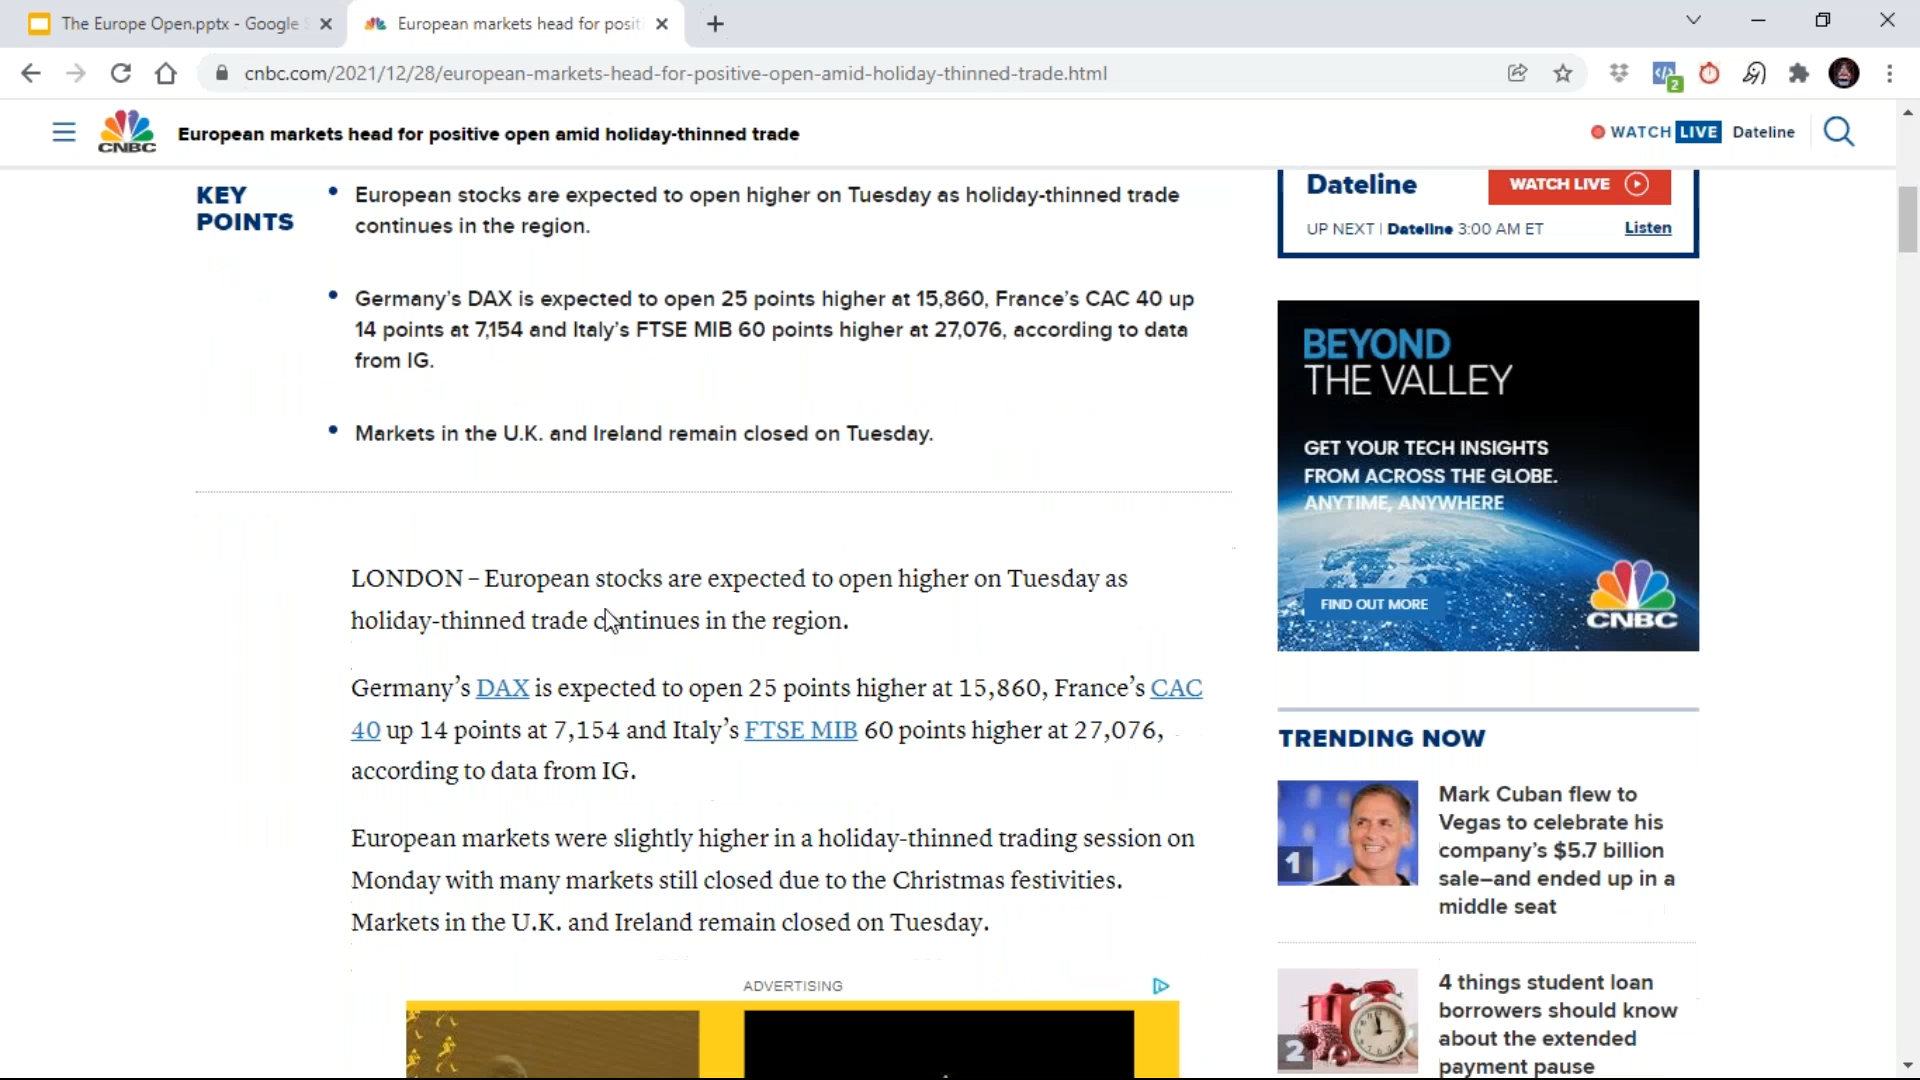 The Europe Open.pptx - Google
European markets head for posit
cnbc.com/2021/12/28/european-markets-head-for-positive-open-amid-holiday-thinned-trade.html
2
CNBC
European markets head for positive open amid holiday-thinned trade
WATCH LIVE Dateline
KEY
POINTS
European stocks are expected to open higher on Tuesday as holiday-thinned trade
continues in the region.
Germany's DAX is expected to open 25 points higher at 15,860, France's CAC 40 up
14 points at 7,154 and Italy's FTSE MIB 60 points higher at 27,076, according to data
from IG.
Markets in the U.K. and Ireland remain closed on Tuesday.
LONDON – European stocks are expected to open higher on Tuesday as
holiday-thinned trade continues in the region.
Germany's DAX is expected to open 25 points higher at 15,860, France's CAC
40 up 14 points at 7,154 and Italy's FTSE MIB 60 points higher at 27,076,
according to data from IG.
European markets were slightly higher in a holiday-thinned trading session on
Monday with many markets still closed due to the Christmas festivities.
Markets in the U.K. and Ireland remain closed on Tuesday.
ADVERTISING
Dateline
WATCH LIVE
UP NEXT | Dateline 3:00 AM ET
Listen
BEYOND
THE VALLEY
GET YOUR TECH INSIGHTS
FROM ACROSS THE GLOBE.
ANYTIME, ANYWHERE
FIND OUT MORE
CNBC
TRENDING NOW
1
Mark Cuban flew to
Vegas to celebrate his
company's $5.7 billion
sale—and ended up in a
middle seat
2
4 things student loan
borrowers should know
about the extended
payment pause